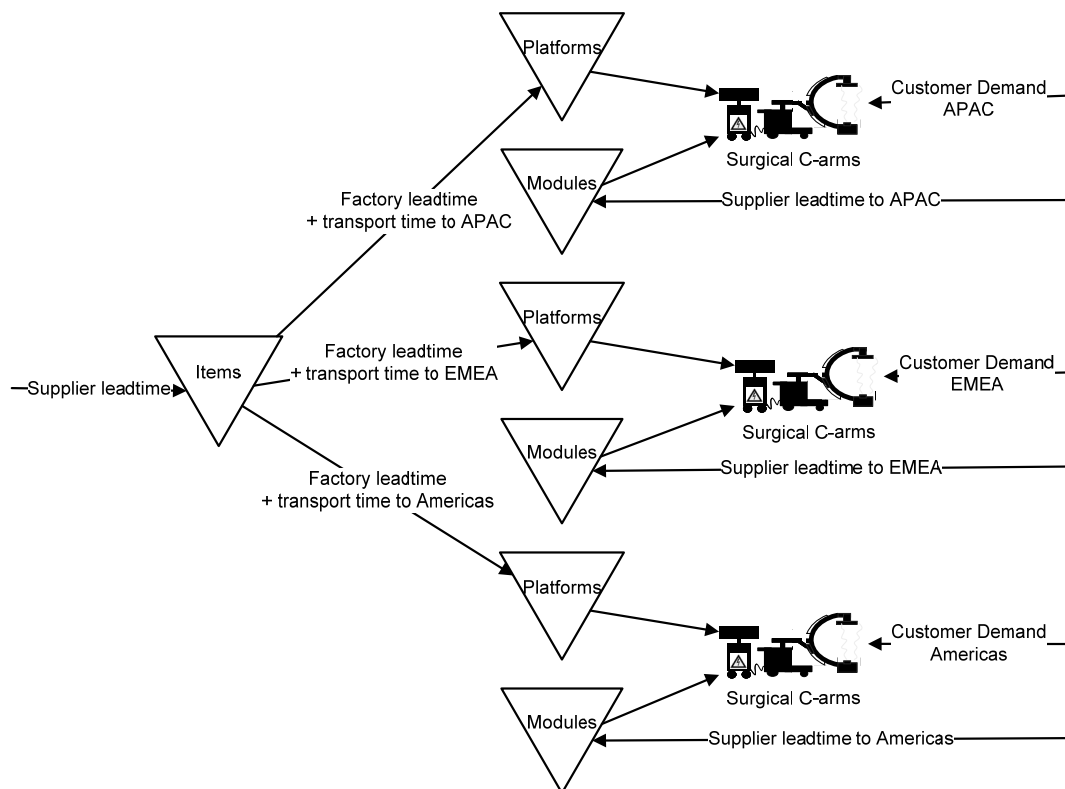 Platforms
Customer Demand
APAC
Surgical C-arms
Modules
Supplier leadtime to APAC
Factory leadtime
+ transport time to APAC
Platforms
Factory leadtime
+ transport time to EMEA
Customer Demand
EMEA
Items
Supplier leadtime
Surgical C-arms
Modules
Supplier leadtime to EMEA
Factory leadtime
+ transport time to Americas
Platforms
Customer Demand
Americas
Surgical C-arms
Modules
Supplier leadtime to Americas